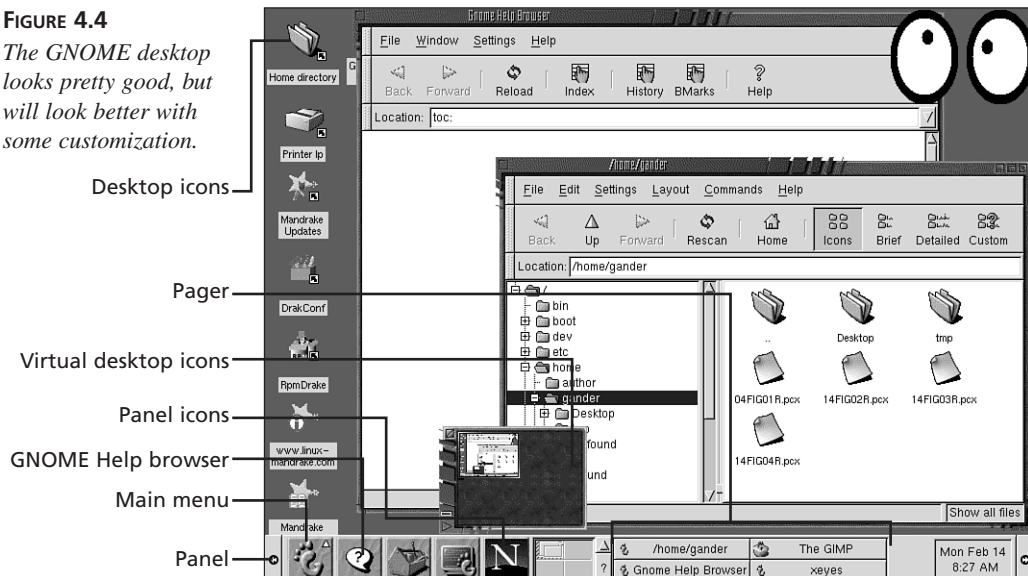 FIGURE 4.4
The GNOME desktop
looks pretty good, but
will look better with
some customization.
Desktop icons
Pager
Virtual desktop icons
Panel icons
GNOME Help browser
Main menu
Panel
Home directory
Printer lp
Mandrake
Updates
DrakConf
RpmDrake
www.linux-
mandrake.com
Mandrake
G
Gnome Help Browser
File Window Settings Help
Back Forward Reload Index History BMarks Help
Location: toc:
/home/gander
File Edit Settings Layout Commands Help
Back Up Forward Rescan Home Icons Brief Detailed Custom
Location: /home/gander
/
bin
boot
dev
etc
home
author
gander
Desktop
found
und
.. Desktop tmp
04FIG01R.pcx 14FIG02R.pcx 14FIG03R.pcx
14FIG04R.pcx
Show all files
N
?
/home/gander The GIMP
Gnome Help Browser xeyes
Mon Feb 14
8:27 AM